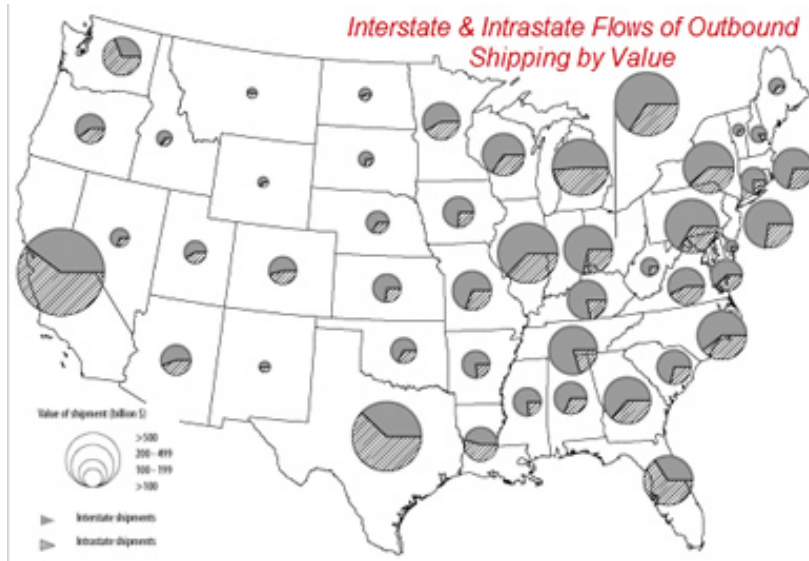 Interstate & Intrastate Flows of Outbound
Shipping by Value
Value of shipment (billion $)
>500
200 - 499
100 - 199
>100
Interstate shipments
Intrastate shipments